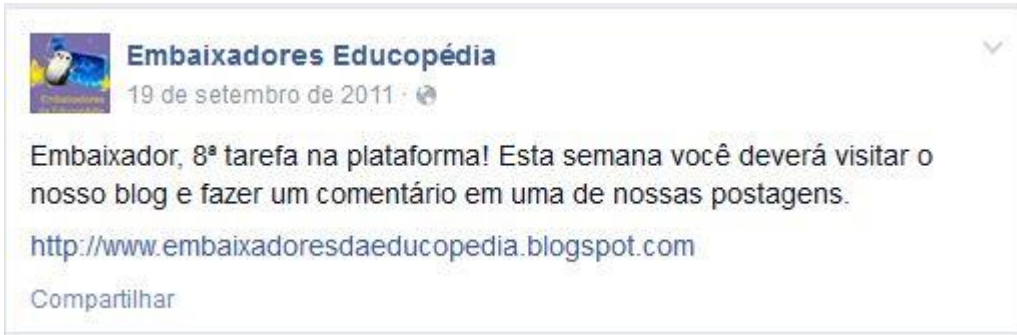 Embaixadores Educopédia
19 de setembro de 2011 ·
Embaixador, 8ª tarefa na plataforma! Esta semana você deverá visitar o
nosso blog e fazer um comentário em uma de nossas postagens.
http://www.embaixadoresdaeducopedia.blogspot.com
Compartilhar